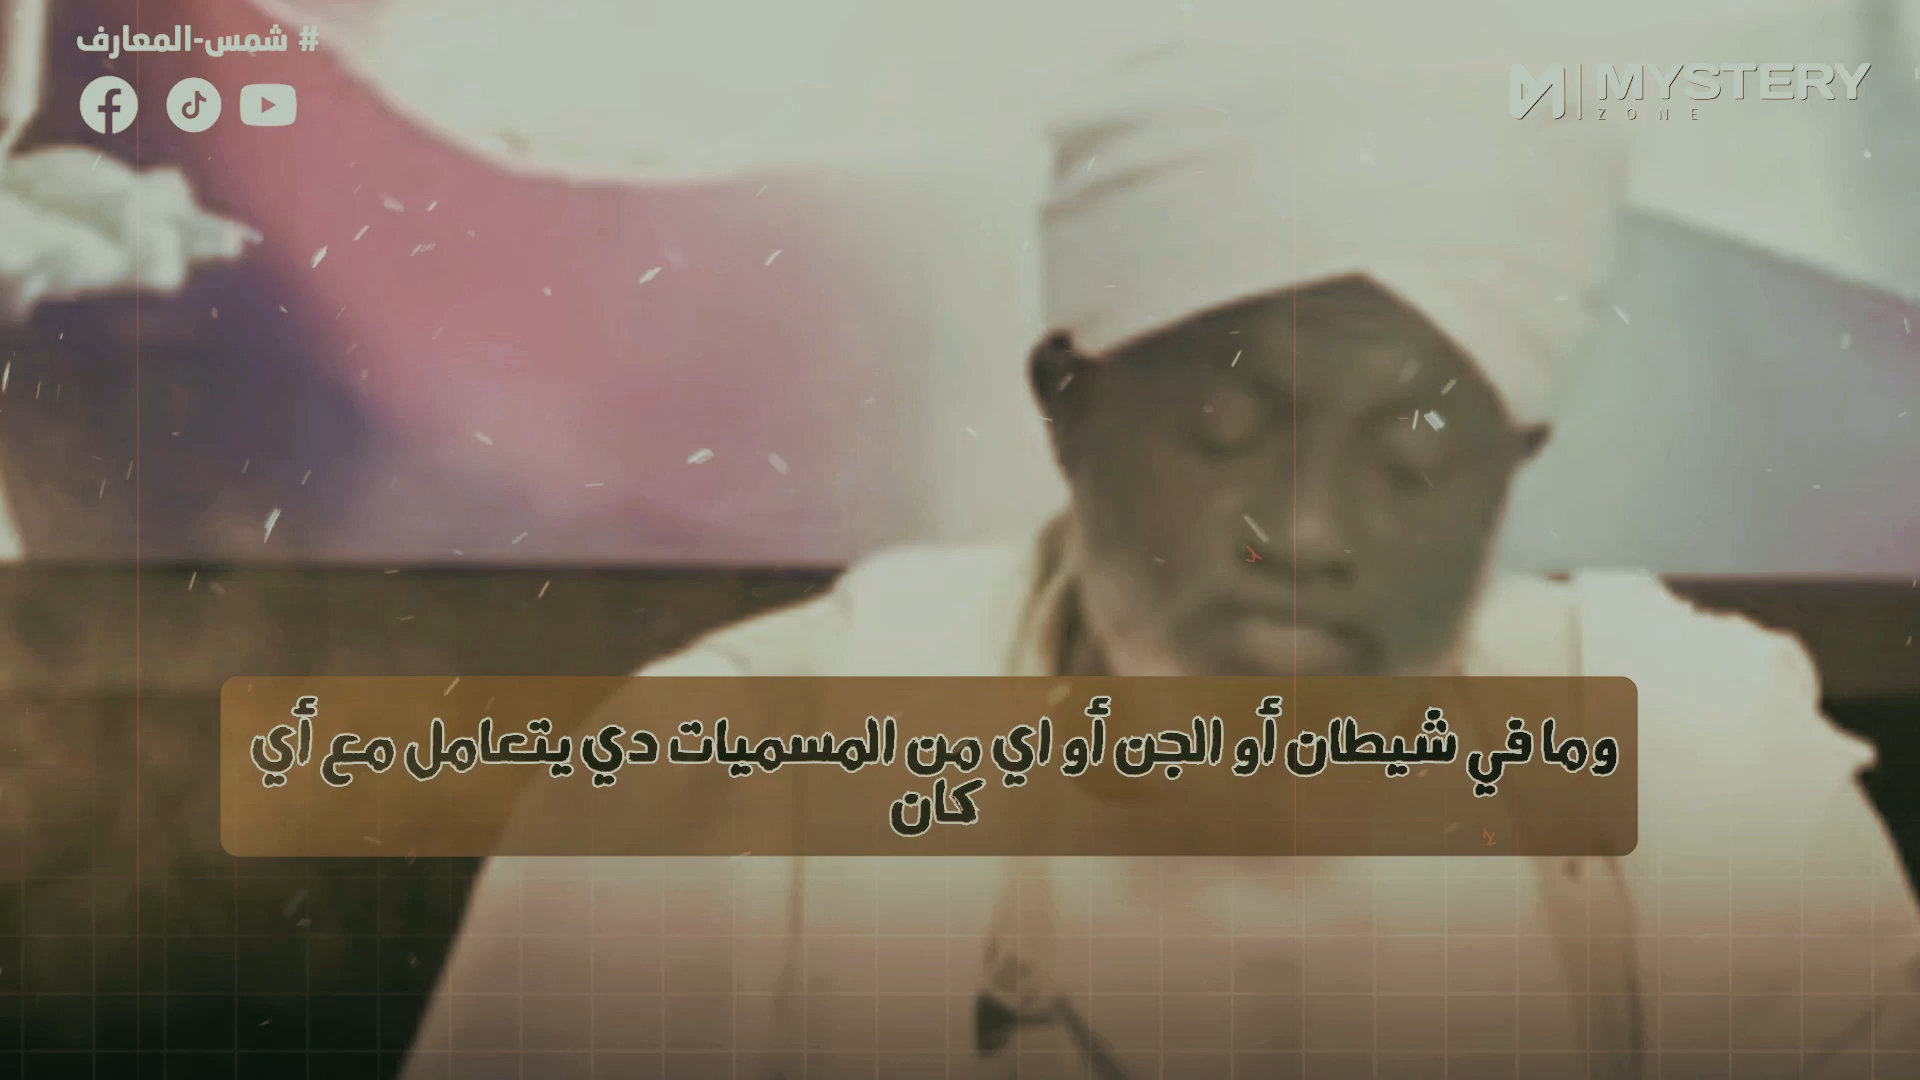 # شمس-المعارف
MYSTERY
ZONE
وما في شيطان أو الجن أو اي من المسميات دي يتعامل مع أي
كان